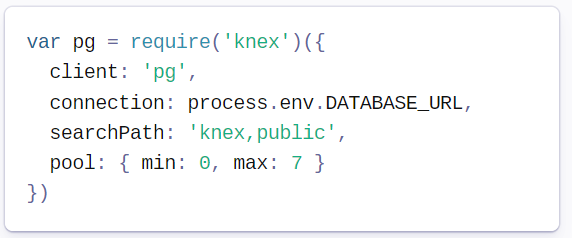 var pg = require('knex')({
  client: 'pg',
  connection: process.env.DATABASE_URL,
  searchPath: 'knex,public',
  pool: { min: 0, max: 7 }
})